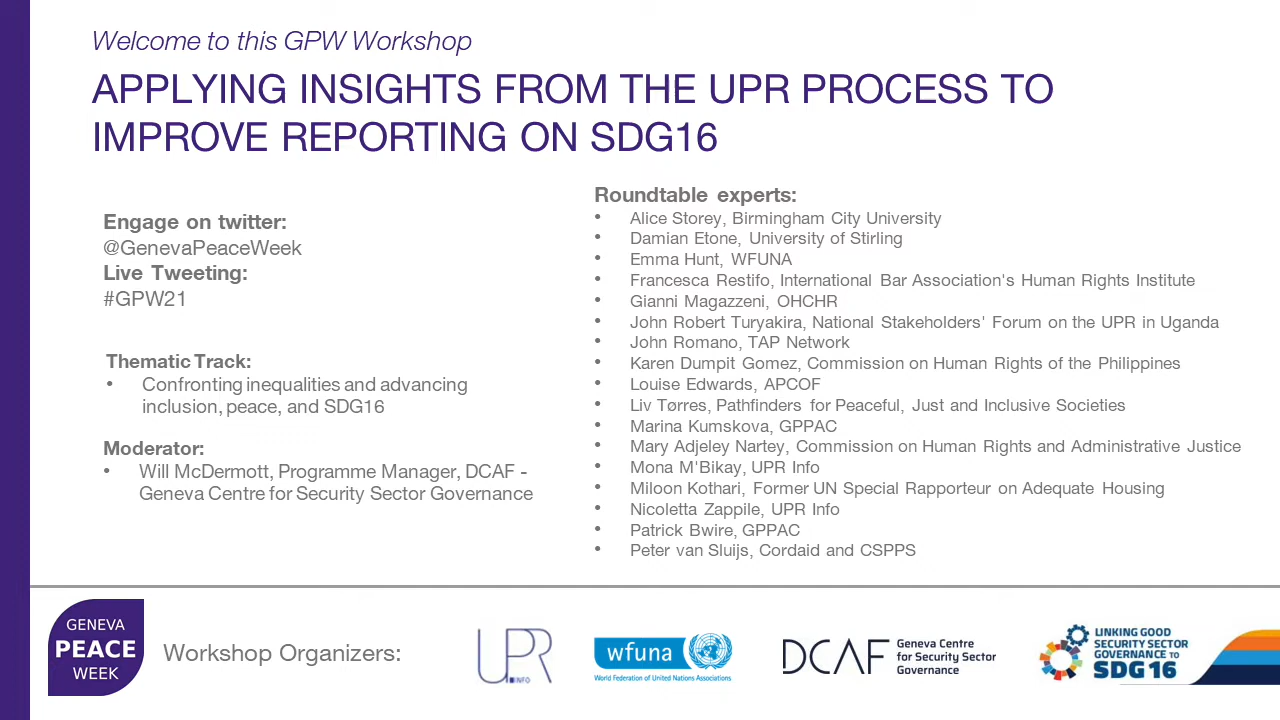 Welcome to this GPW Workshop
APPLYING INSIGHTS FROM THE UPR PROCESS TO
IMPROVE REPORTING ON SDG16
Engage on twitter:
@GenevaPeaceWeek
Live Tweeting:
#GPW21
Thematic Track:
• Confronting inequalities and advancing
inclusion, peace, and SDG16
Moderator:
• Will McDermott, Programme Manager, DCAF -
Geneva Centre for Security Sector Governance
Roundtable experts:
• Alice Storey, Birmingham City University
• Damian Etone, University of Stirling
• Emma Hunt, WFUNA
• Francesca Restifo, International Bar Association's Human Rights Institute
• Gianni Magazzeni, OHCHR
• John Robert Turyakira, National Stakeholders' Forum on the UPR in Uganda
• John Romano, TAP Network
• Karen Dumpit Gomez, Commission on Human Rights of the Philippines
• Louise Edwards, APCOF
• Liv Tørres, Pathfinders for Peaceful, Just and Inclusive Societies
• Marina Kumskova, GPPAC
• Mary Adjeley Nartey, Commission on Human Rights and Administrative Justice
• Mona M'Bikay, UPR Info
• Miloon Kothari, Former UN Special Rapporteur on Adequate Housing
• Nicoletta Zappile, UPR Info
• Patrick Bwire, GPPAC
• Peter van Sluijs, Cordaid and CSPPS
GENEVA
PEACE
WEEK
Workshop Organizers:
UPR
INFO
wfuna
World Federation of United Nations Associations
DCAF
Geneva Centre
for Security Sector
Governance
LINKING GOOD
SECURITY SECTOR
GOVERNANCE TO
SDG 16